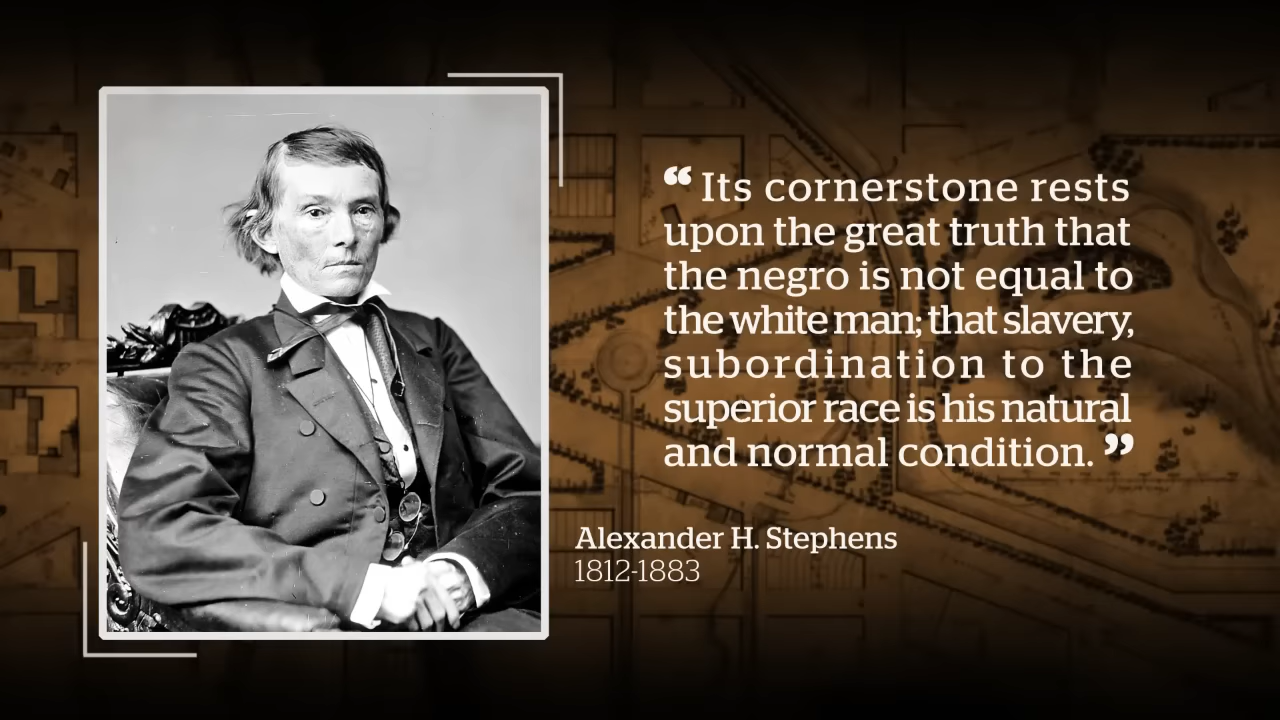 “Its cornerstone rests
upon the great truth that
the negro is not equal to
the white man; that slavery,
subordination to the
superior race is his natural
and normal condition.”
Alexander H. Stephens
1812-1883